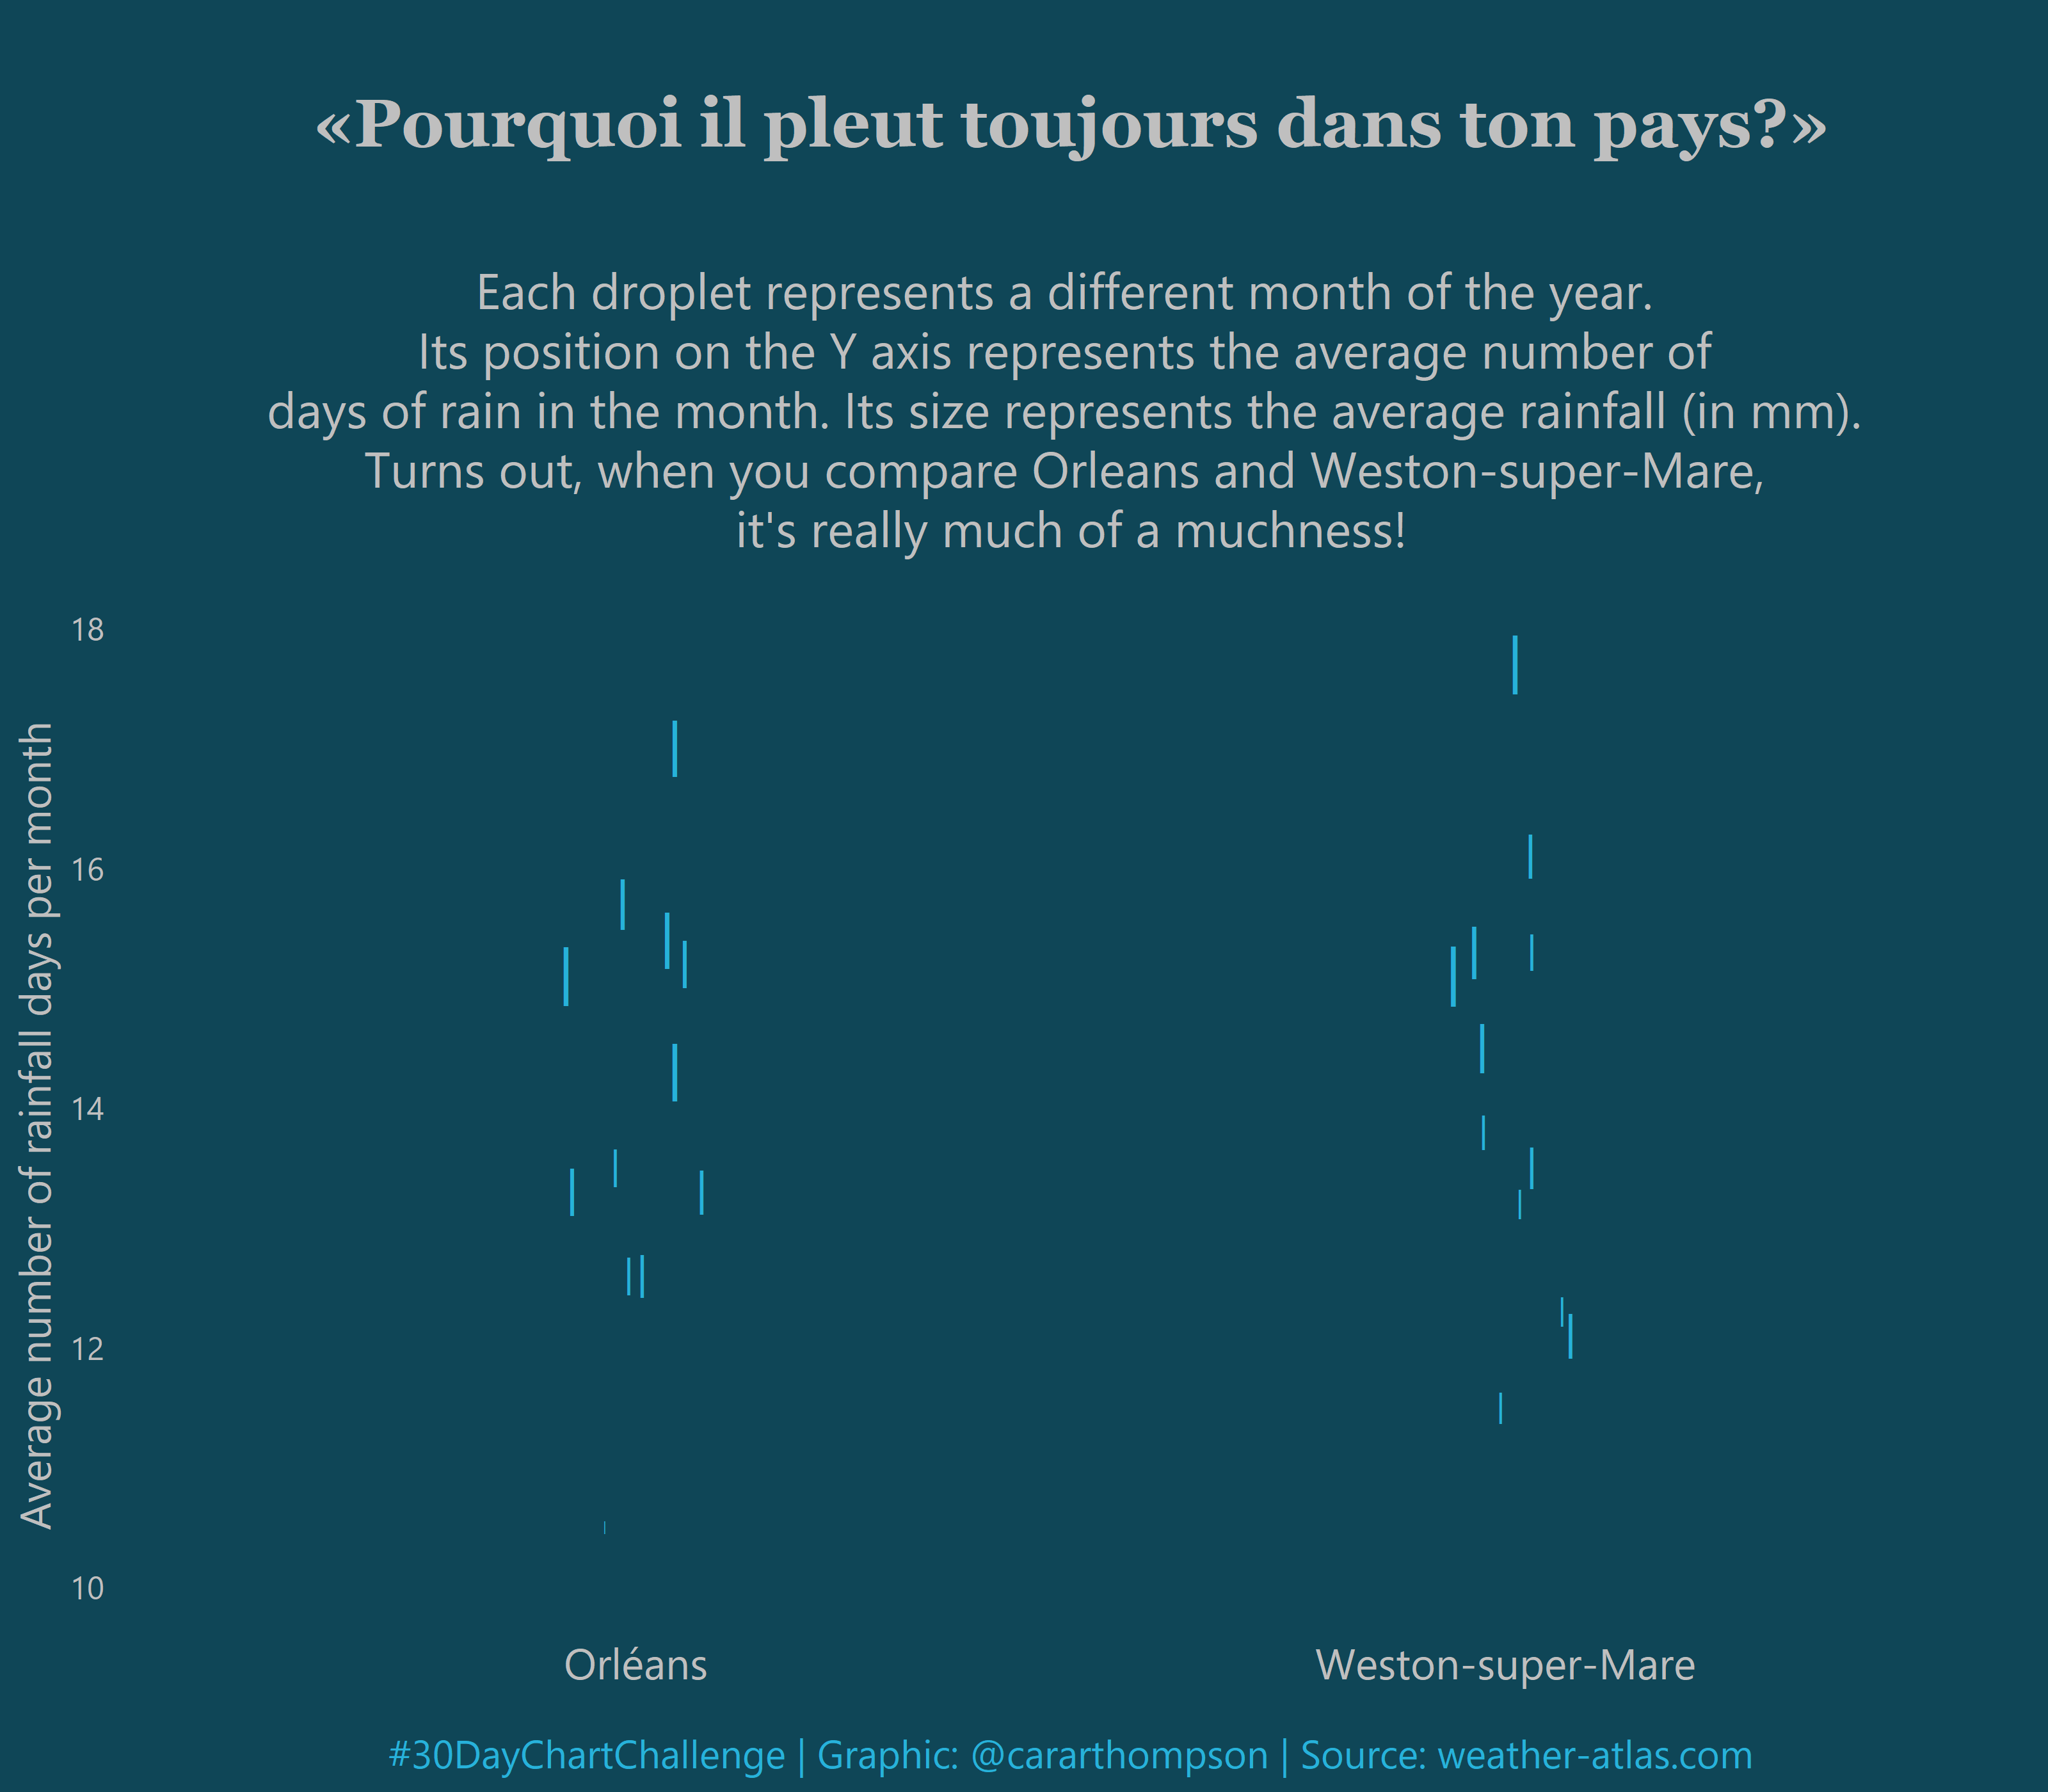 «Pourquoi il pleut toujours dans ton pays?»
Each droplet represents a different month of the year.
Its position on the Y axis represents the average number of
days of rain in the month. Its size represents the average rainfall (in mm).
Turns out, when you compare Orleans and Weston-super-Mare,
it's really much of a muchness!
Average number of rainfall days per month
18
16
14
12
10
Orléans
Weston-super-Mare
#30DayChartChallenge | Graphic: @cararthompson | Source: weather-atlas.com